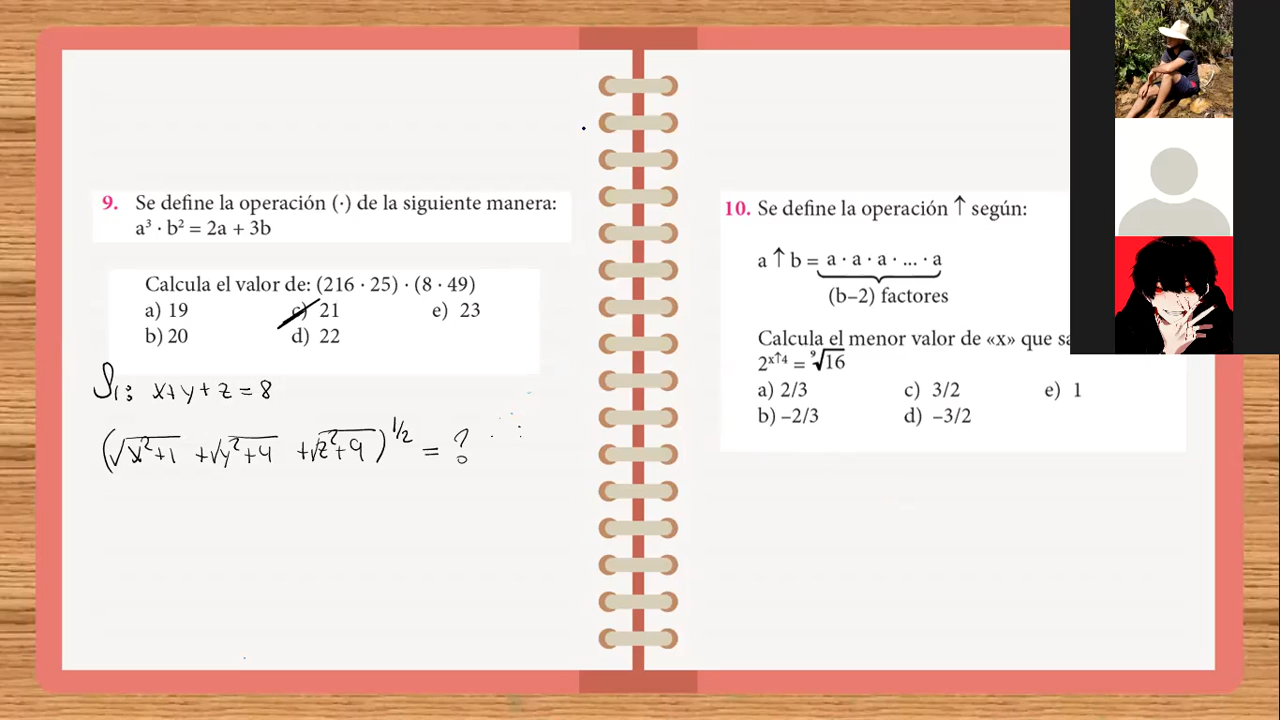 9. Se define la operación (·) de la siguiente manera:
a³ · b² = 2a + 3b
Calcula el valor de: (216 · 25) · (8 · 49)
a) 19 c) 21 e) 23
b) 20 d) 22
S₁: x+y+z = 8
(√x²+1 + √y²+4 + √z²+9)^1/2 = ?
10. Se define la operación ↑ según:
a ↑ b = a · a · a · ... · a
(b–2) factores
Calcula el menor valor de «x» que
2^x↑4 = ⁹√16
a) 2/3 c) 3/2 e) 1
b) –2/3 d) –3/2